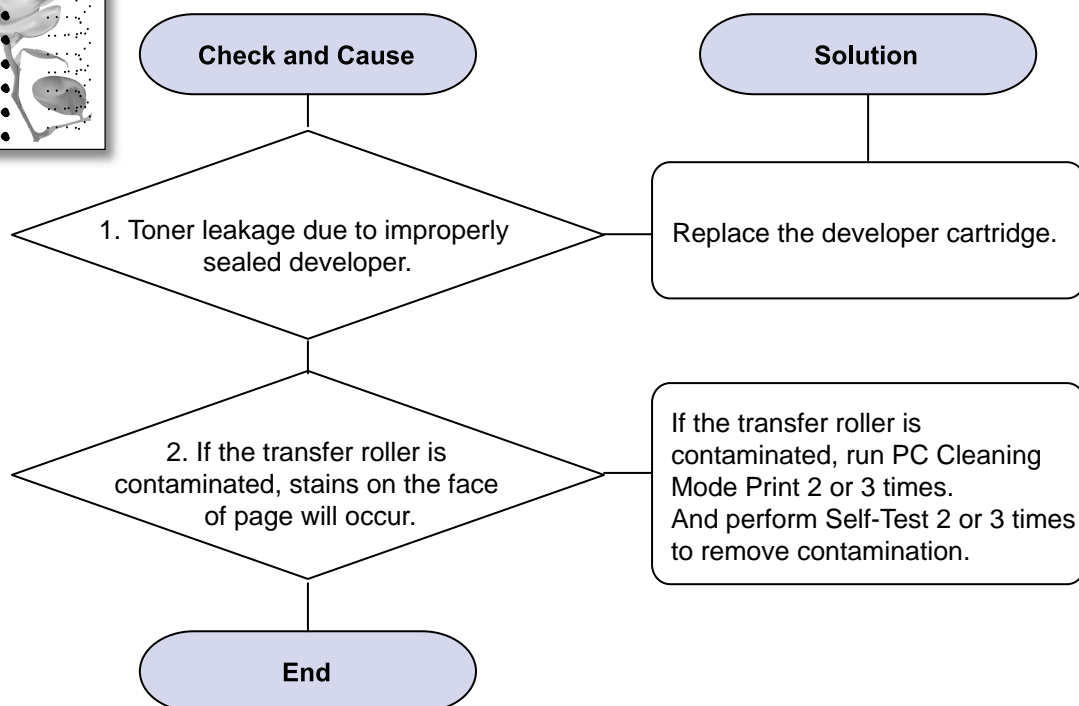 Check and Cause
Solution
1. Toner leakage due to improperly
sealed developer.
Replace the developer cartridge.
2. If the transfer roller is
contaminated, stains on the face
of page will occur.
If the transfer roller is
contaminated, run PC Cleaning
Mode Print 2 or 3 times.
And perform Self-Test 2 or 3 times
to remove contamination.
End